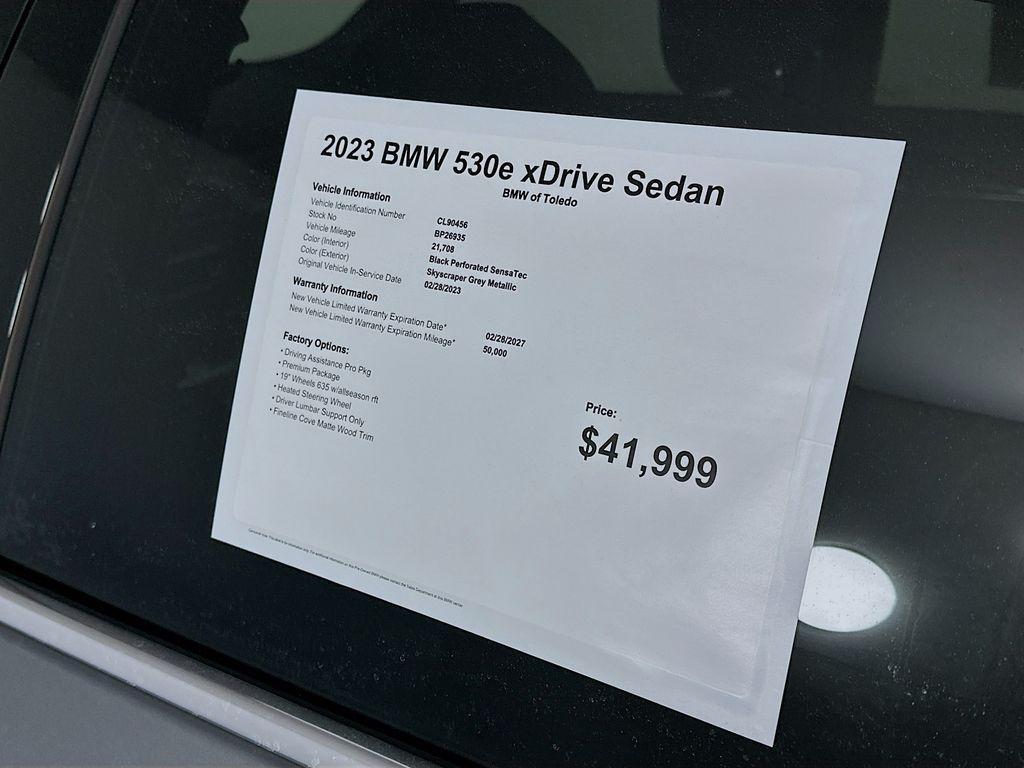 2023 BMW 530e xDrive Sedan
BMW of Toledo
Vehicle Information
Vehicle Identification Number CL90456
Stock No BP26935
Vehicle Mileage 21,708
Color (Interior) Black Perforated SensaTec
Color (Exterior) Skyscraper Grey Metallic
Original Vehicle In-Service Date 02/28/2023
Warranty Information
New Vehicle Limited Warranty Expiration Date* 02/28/2027
New Vehicle Limited Warranty Expiration Mileage* 50,000
Factory Options:
• Driving Assistance Pro Pkg
• Premium Package
• 19" Wheels 635 w/allseason rft
• Heated Steering Wheel
• Driver Lumbar Support Only
• Fineline Cove Matte Wood Trim
Price:
$41,999